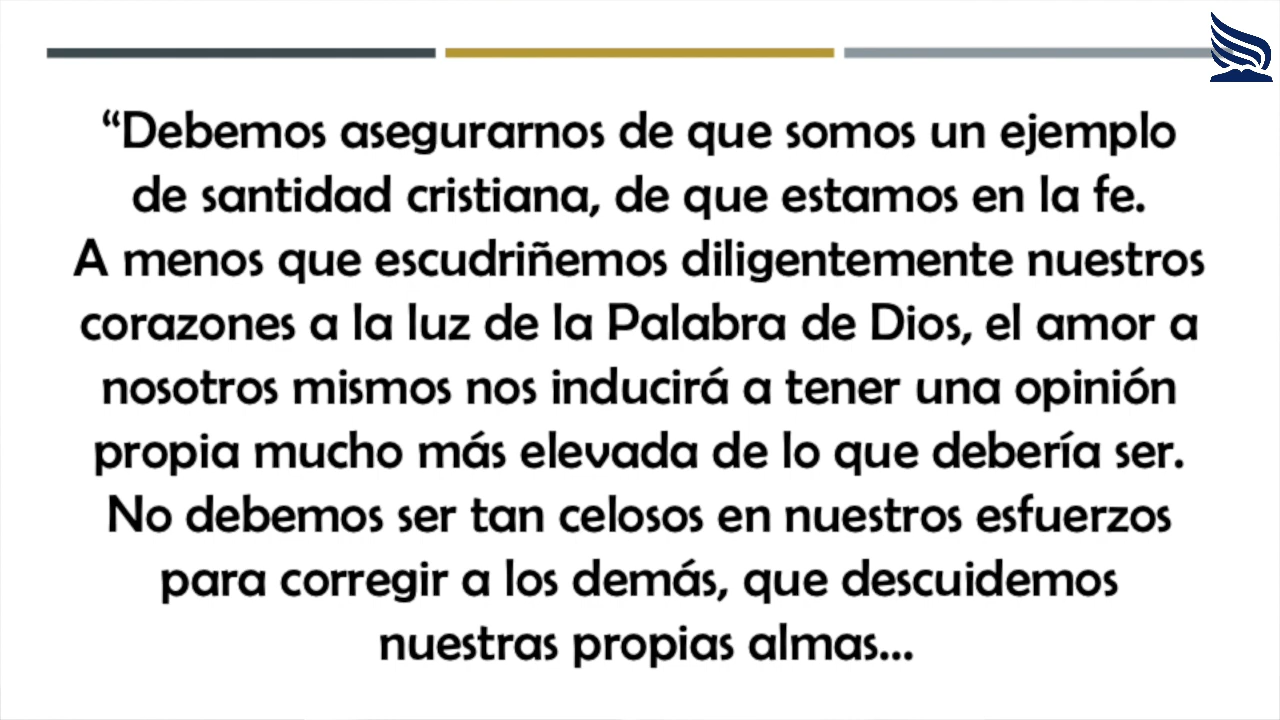 “Debemos asegurarnos de que somos un ejemplo
de santidad cristiana, de que estamos en la fe.
A menos que escudriñemos diligentemente nuestros
corazones a la luz de la Palabra de Dios, el amor a
nosotros mismos nos inducirá a tener una opinión
propia mucho más elevada de lo que debería ser.
No debemos ser tan celosos en nuestros esfuerzos
para corregir a los demás, que descuidemos
nuestras propias almas...